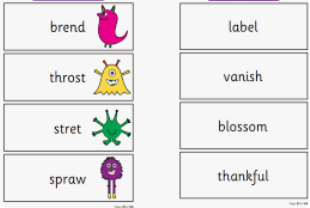 brend
throst
stret
spraw
label
vanish
blossom
thankful